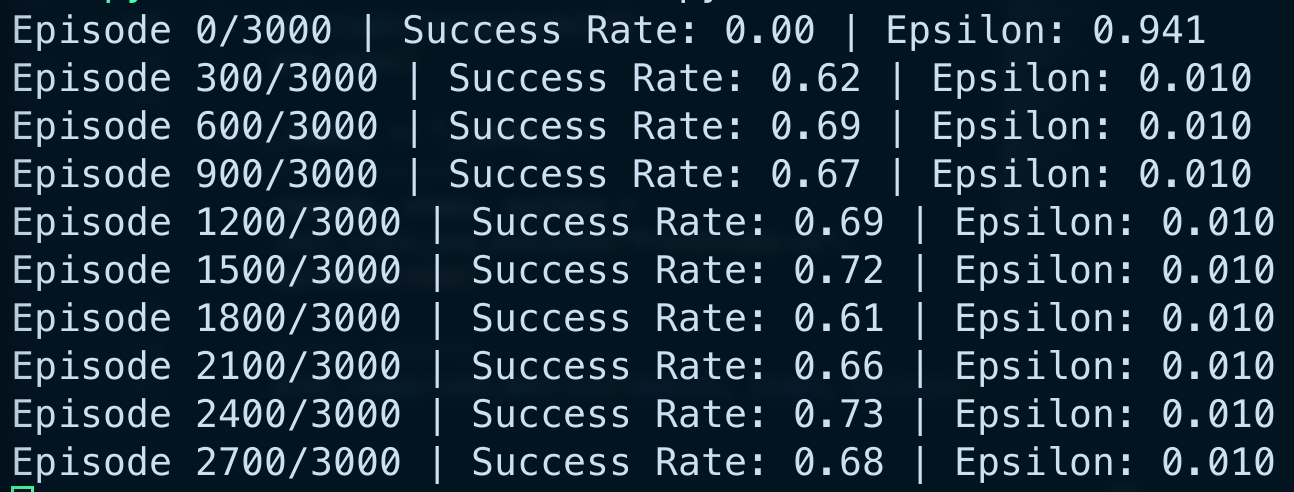 Episode 0/3000 | Success Rate: 0.00 | Epsilon: 0.941
Episode 300/3000 | Success Rate: 0.62 | Epsilon: 0.010
Episode 600/3000 | Success Rate: 0.69 | Epsilon: 0.010
Episode 900/3000 | Success Rate: 0.67 | Epsilon: 0.010
Episode 1200/3000 | Success Rate: 0.69 | Epsilon: 0.010
Episode 1500/3000 | Success Rate: 0.72 | Epsilon: 0.010
Episode 1800/3000 | Success Rate: 0.61 | Epsilon: 0.010
Episode 2100/3000 | Success Rate: 0.66 | Epsilon: 0.010
Episode 2400/3000 | Success Rate: 0.73 | Epsilon: 0.010
Episode 2700/3000 | Success Rate: 0.68 | Epsilon: 0.010